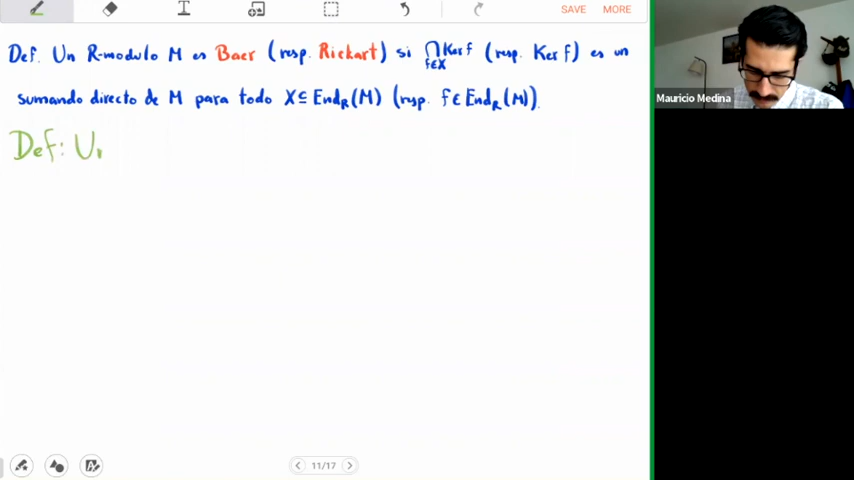 SAVE MORE
Def. Un R-modulo M es Baer (resp. Rickart) si ⋂ Ker f (resp. Ker f) es un
f∈X
sumando directo de M para todo X ⊆ End_R(M) (resp. f ∈ End_R(M)).
Def: Un
Mauricio Medina
11/17